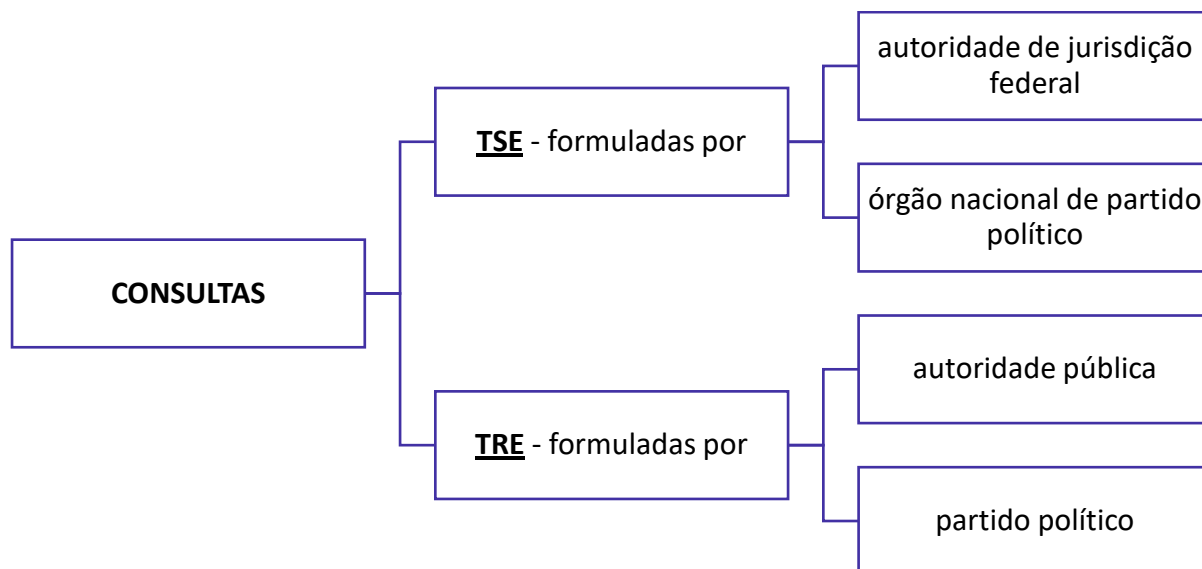 CONSULTAS
TSE - formuladas por
autoridade de jurisdição
federal
órgão nacional de partido
político
TRE - formuladas por
autoridade pública
partido político